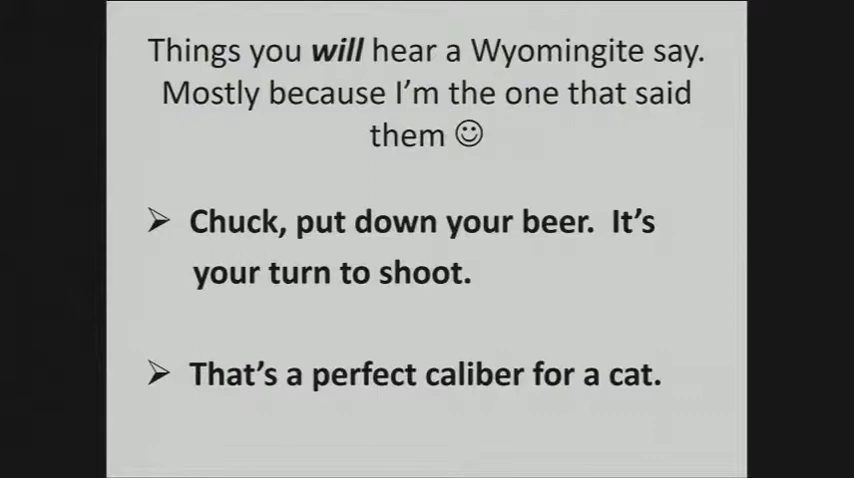 Things you will hear a Wyomingite say.
Mostly because I'm the one that said
them ☺
➢ Chuck, put down your beer.  It's
your turn to shoot.
➢ That's a perfect caliber for a cat.